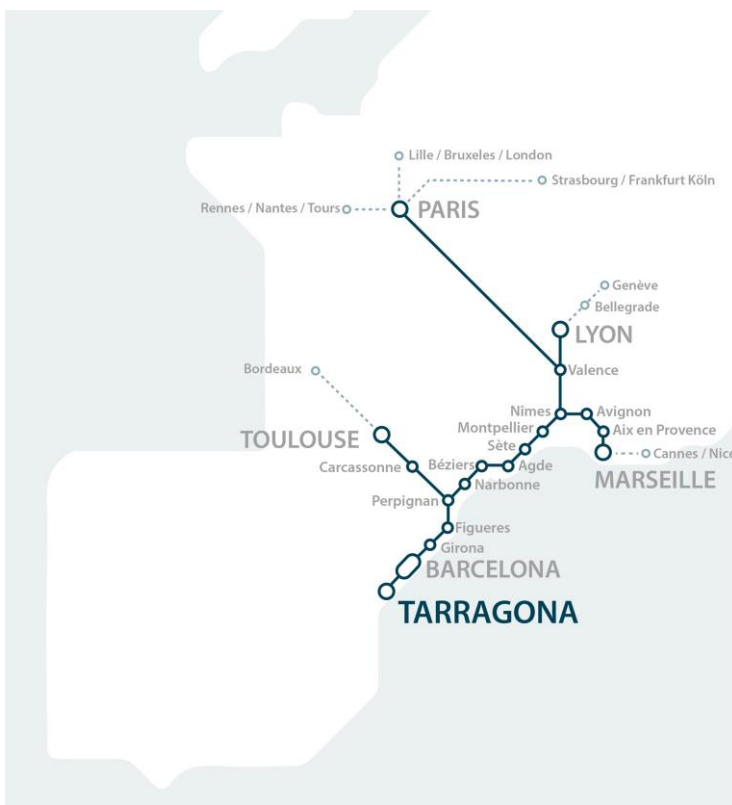 Lille / Bruxeles / London
Strasbourg / Frankfurt Köln
Rennes / Nantes / Tours
PARIS
Genève
Bellegrade
LYON
Bordeaux
Valence
Nîmes
Avignon
Montpellier
Aix en Provence
TOULOUSE
Sète
Cannes / Nice
Carcassonne
Béziers
Agde
MARSEILLE
Narbonne
Perpignan
Figueres
Girona
BARCELONA
TARRAGONA